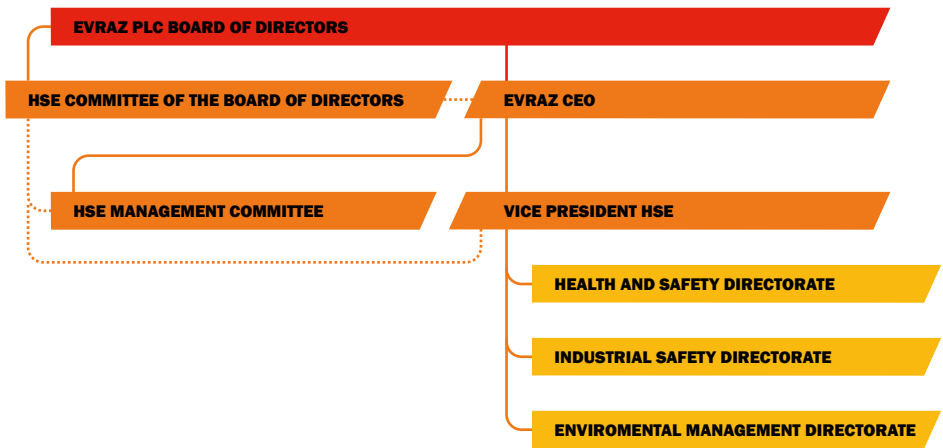 EVRAZ PLC BOARD OF DIRECTORS
HSE COMMITTEE OF THE BOARD OF DIRECTORS
EVRAZ CEO
HSE MANAGEMENT COMMITTEE
VICE PRESIDENT HSE
HEALTH AND SAFETY DIRECTORATE
INDUSTRIAL SAFETY DIRECTORATE
ENVIROMENTAL MANAGEMENT DIRECTORATE